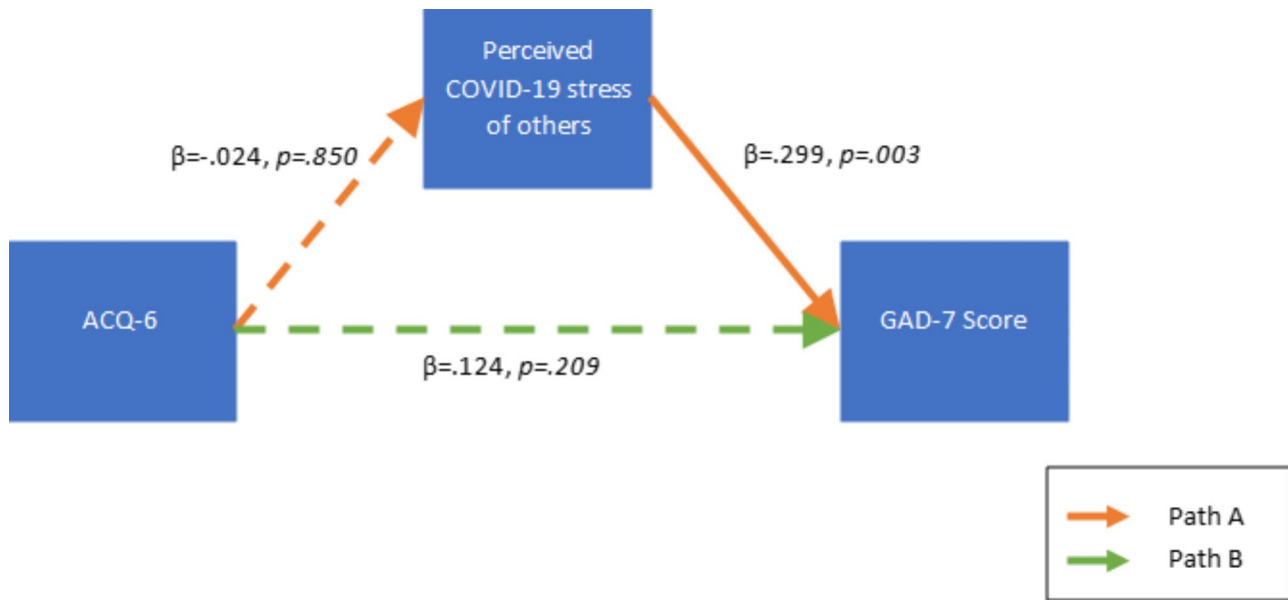 Perceived
COVID-19 stress
of others
β=-.024, p=.850
β=.299, p=.003
ACQ-6
GAD-7 Score
β=.124, p=.209
Path A
Path B